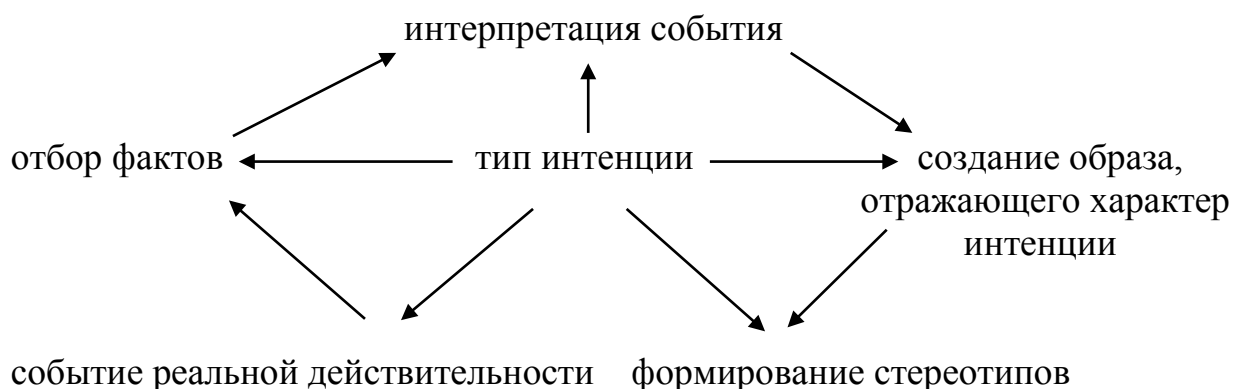 интерпретация события
отбор фактов
тип интенции
создание образа,
отражающего характер
интенции
событие реальной действительности
формирование стереотипов